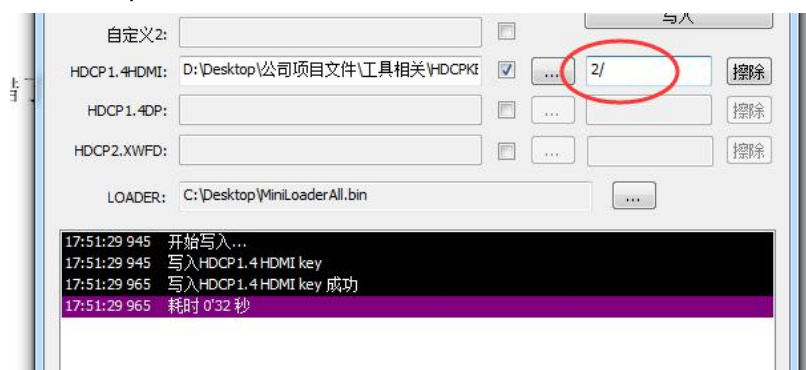 写入
自定义2:
HDCP1.4HDMI: D:\Desktop\公司项目文件\工具相关\HDCPKE ... 2/ 擦除
HDCP1.4DP: ... 擦除
HDCP2.XWFD: ... 擦除
LOADER: C:\Desktop\MiniLoaderAll.bin ...
17:51:29 945 开始写入...
17:51:29 945 写入HDCP1.4 HDMI key
17:51:29 965 写入HDCP1.4 HDMI key 成功
17:51:29 965 耗时 0'32 秒